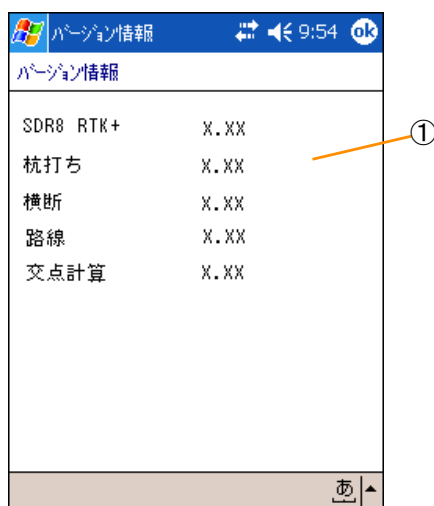 バージョン情報 9:54 ok
バージョン情報
SDR8 RTK+ X.XX
①
杭打ち X.XX
横断 X.XX
路線 X.XX
交点計算 X.XX
あ